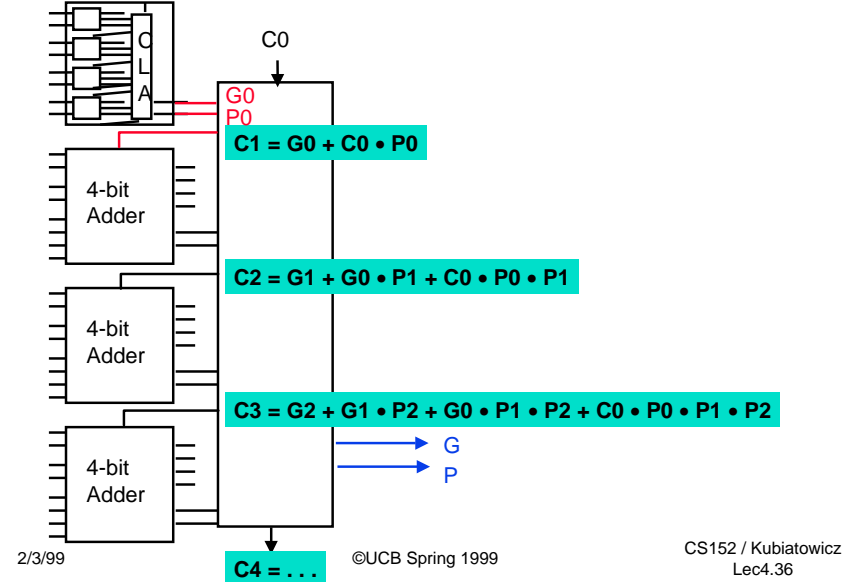 C
L
A
C0
G0
P0
C1 = G0 + C0 • P0
4-bit
Adder
C2 = G1 + G0 • P1 + C0 • P0 • P1
4-bit
Adder
C3 = G2 + G1 • P2 + G0 • P1 • P2 + C0 • P0 • P1 • P2
G
P
4-bit
Adder
C4 = . . .
2/3/99
©UCB Spring 1999
CS152 / Kubiatowicz
Lec4.36